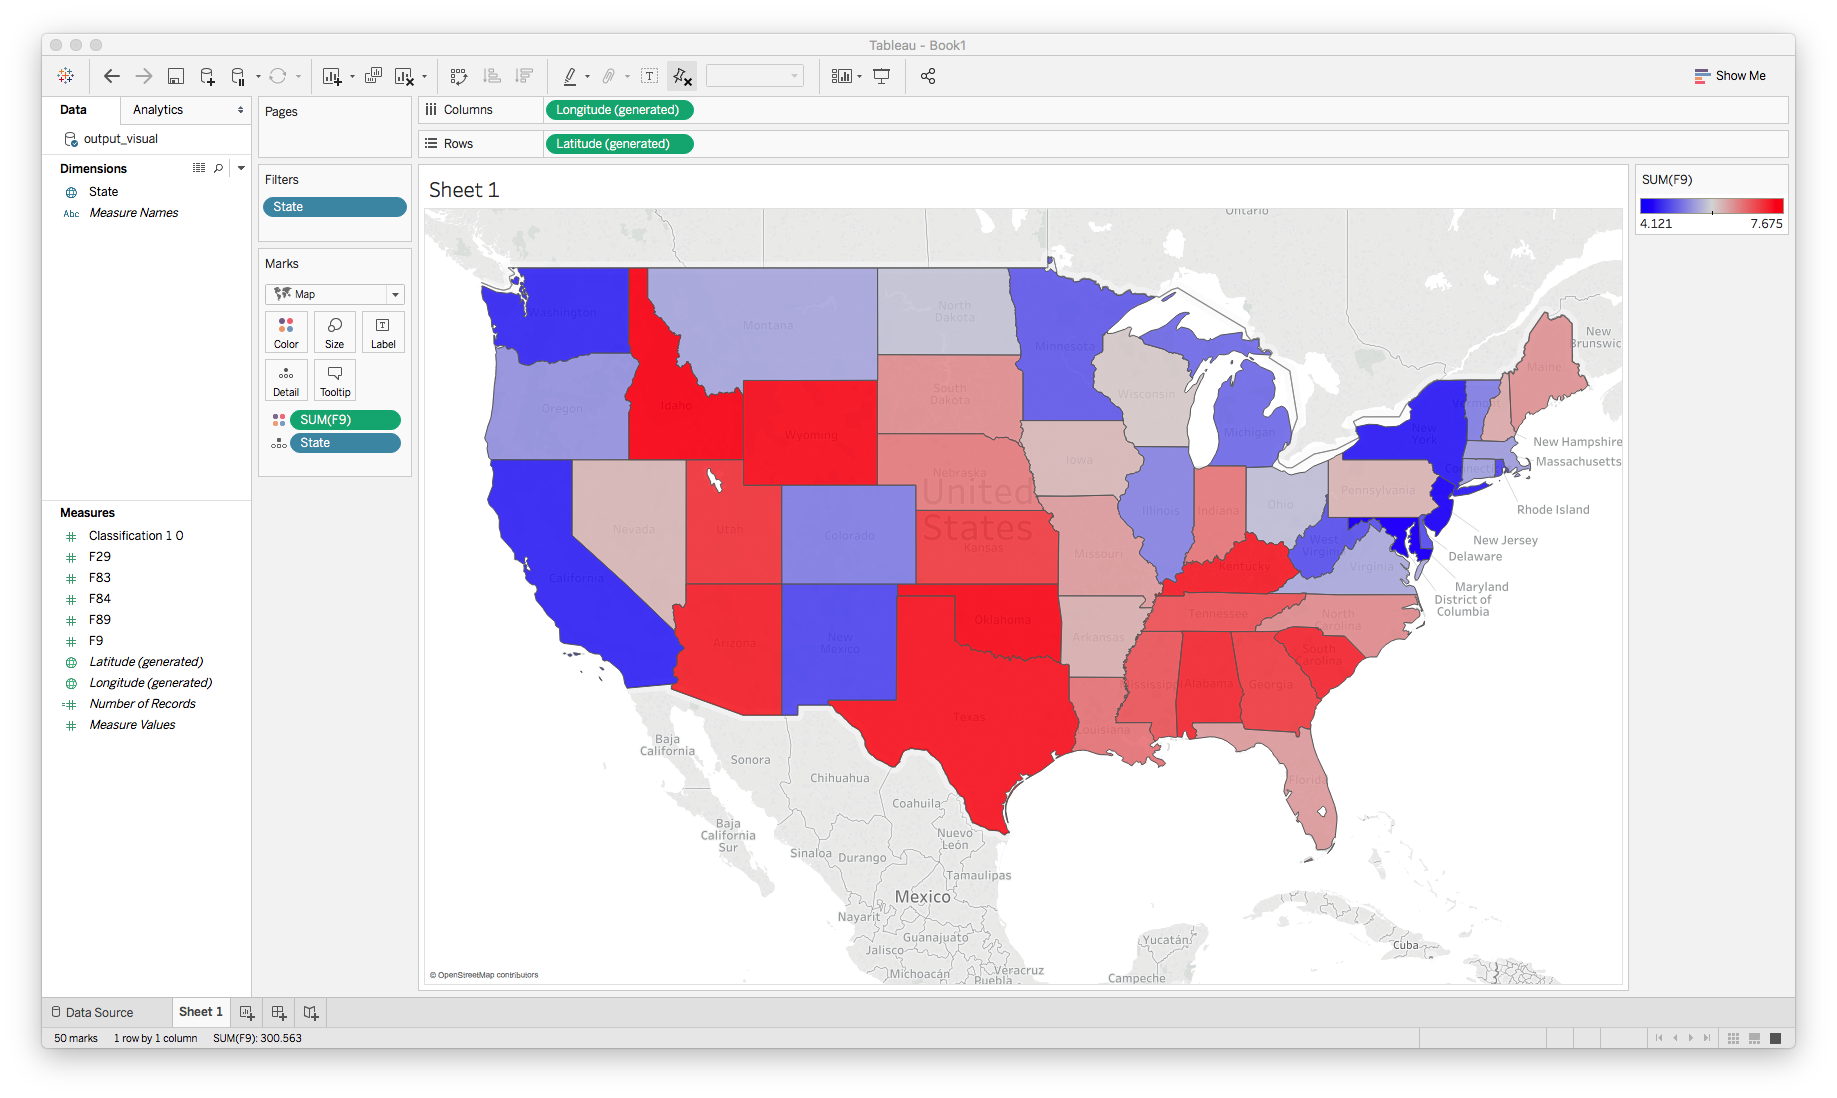 Tableau - Book1
Show Me
Data
Analytics
output_visual
Dimensions
State
Abc Measure Names
Measures
Classification 1 0
F29
F83
F84
F89
F9
Latitude (generated)
Longitude (generated)
Number of Records
Measure Values
Pages
Filters
State
Marks
Map
Color
Size
Label
Detail
Tooltip
SUM(F9)
State
Columns
Longitude (generated)
Rows
Latitude (generated)
Sheet 1
Ontario
Washington
Montana
North
Dakota
Minnesota
New
Brunswic
Maine
Oregon
Idaho
South
Dakota
Wisconsin
Vermont
Michigan
New
York
Wyoming
New Hampshire
Massachusetts
Iowa
Connecti
Nebraska
United
States
Pennsylvania
Nevada
Utah
Colorado
Kansas
Illinois
Indiana
Ohio
Rhode Island
New Jersey
West
Virgini
Delaware
Missouri
Kentucky
Virginia
Maryland
District of
Columbia
California
Arizona
New
Mexico
Oklahoma
Arkansas
Tennessee
North
Carolina
South
Carolina
Mississippi
Alabama
Georgia
Texas
Louisiana
Florida
Baja
California
Sonora
Chihuahua
Coahuila
Baja
California
Sur
Nuevo
León
Sinaloa
Durango
Tamaulipas
Mexico
Nayarit
Guanajuato
Jalisco
Yucatán
Cuba
Michoacán
Veracruz
Puebla
Campeche
© OpenStreetMap contributors
SUM(F9)
4.121
7.675
Data Source
Sheet 1
50 marks
1 row by 1 column
SUM(F9): 300.563